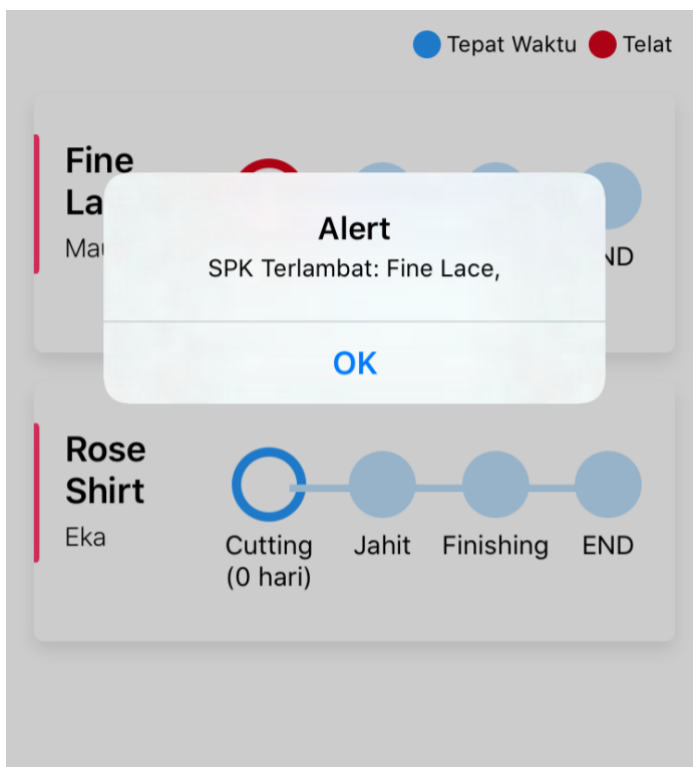 Tepat Waktu Telat
Fine
Alert
SPK Terlambat: Fine Lace,
OK
Rose
Shirt
Eka
Cutting
(0 hari)
Jahit
Finishing
END